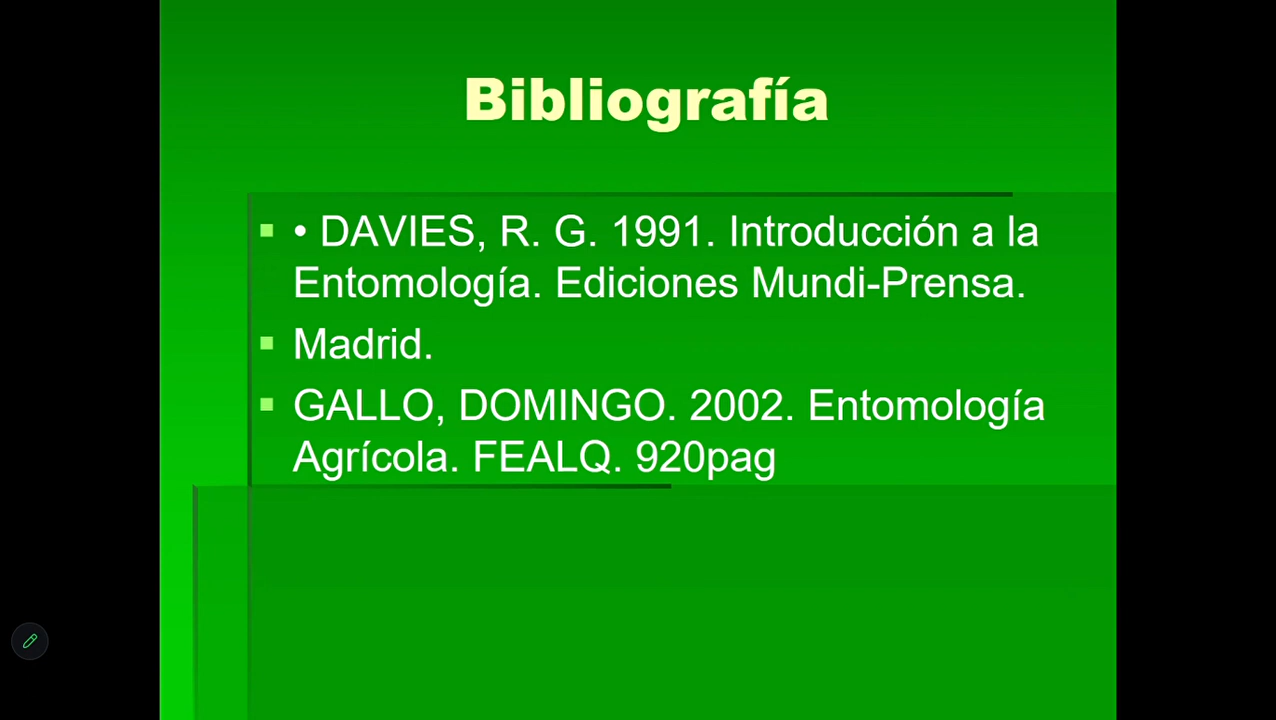 Bibliografía
• DAVIES, R. G. 1991. Introducción a la
Entomología. Ediciones Mundi-Prensa.
Madrid.
GALLO, DOMINGO. 2002. Entomología
Agrícola. FEALQ. 920pag